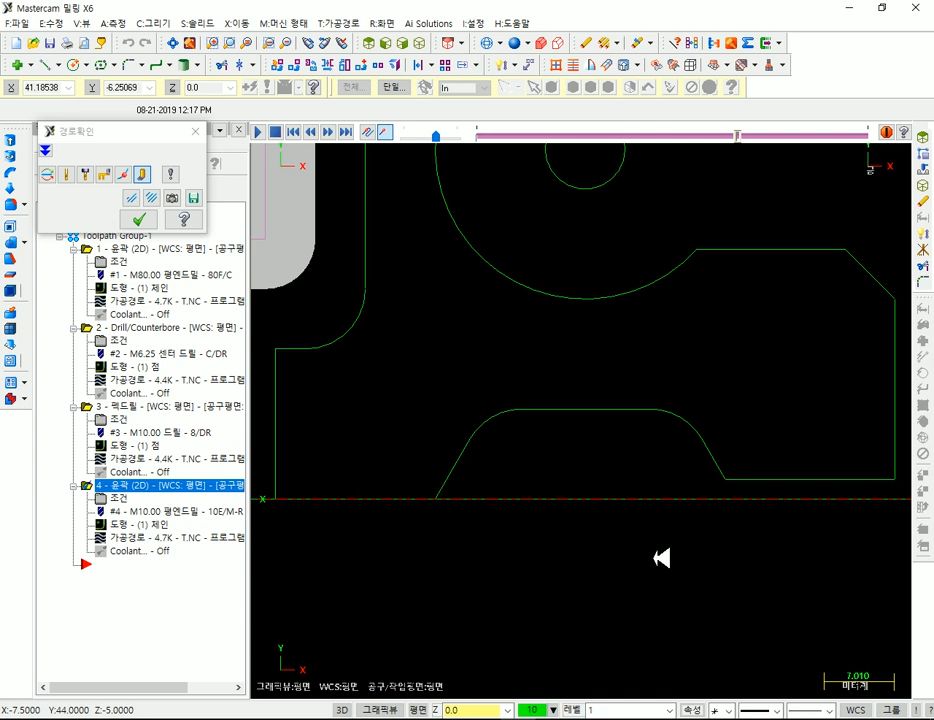 Mastercam 밀링 X6
F:파일 E:수정 V:뷰 A:측정 C:그리기 S:솔리드 X:이동 M:머신 형태 T:가공경로 R:화면 Ai Solutions I:설정 H:도움말
X 41.18538 Y -6.25069 Z 0.0 전체... 단일... In
08-21-2019 12:17 PM
경로확인
Toolpath Group-1
1 - 윤곽 (2D) - [WCS: 평면] - [공구평
조건
#1 - M80.00 평엔드밀 - 80F/C
도형 - (1) 체인
가공경로 - 4.7K - T.NC - 프로그램
2 - Drill/Counterbore - [WCS: 평면] -
조건
#2 - M6.25 센터 드릴 - C/DR
도형 - (1) 점
가공경로 - 4.4K - T.NC - 프로그램
Coolant... - Off
3 - 펙드릴 - [WCS: 평면] - [공구평면:
조건
#3 - M10.00 드릴 - 8/DR
도형 - (1) 점
가공경로 - 4.4K - T.NC - 프로그램
Coolant... - Off
4 - 윤곽 (2D) - [WCS: 평면] - [공구평
조건
#4 - M10.00 평엔드밀 - 10E/M-R
도형 - (1) 체인
가공경로 - 4.7K - T.NC - 프로그램
Coolant... - Off
X
X
X
Y
X
그래픽뷰:평면 WCS:평면 공구/작업평면:평면
7.010
미터계
X:-7.5000 Y:44.0000 Z:-5.0000 3D 그래픽뷰 평면 Z 0.0 10 레벨 1 속성 WCS 그룹 ! ?